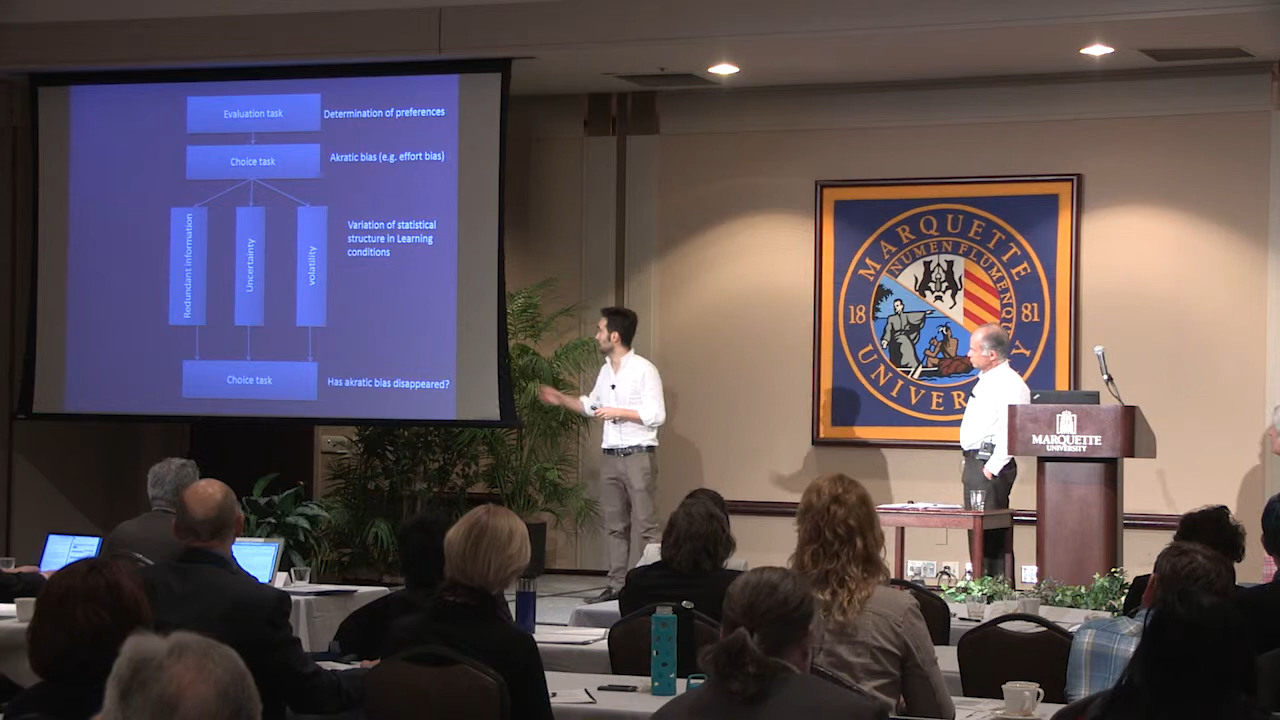 Evaluation task
Determination of preferences
Choice task
Akratic bias (e.g. effort bias)
Redundant information
Uncertainty
volatility
Variation of statistical
structure in Learning
conditions
Choice task
Has akratic bias disappeared?
MARQUETTE
NUMEN FLUMENQUE
18 81
UNIVERSITY
MARQUETTE
UNIVERSITY